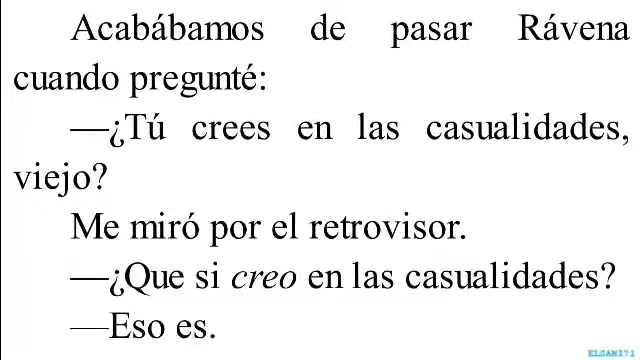 Acabábamos de pasar Rávena
cuando pregunté:
—¿Tú crees en las casualidades,
viejo?
Me miró por el retrovisor.
—¿Que si creo en las casualidades?
—Eso es.
ELSAN171